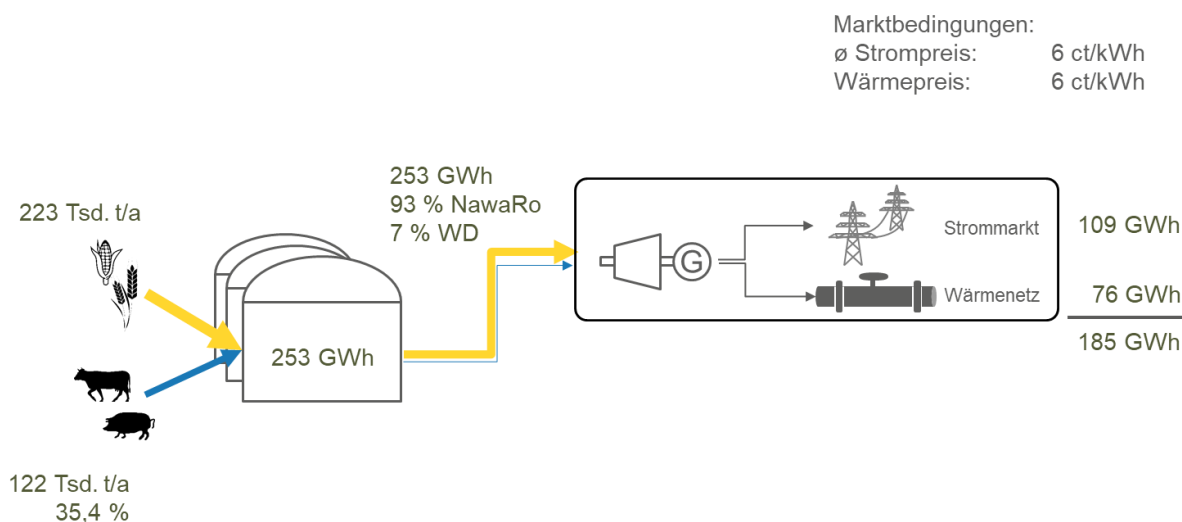 Marktbedingungen:
ø Strompreis: 6 ct/kWh
Wärmepreis: 6 ct/kWh
253 GWh
93 % NawaRo
7 % WD
223 Tsd. t/a
253 GWh
G
Strommarkt
109 GWh
Wärmenetz
76 GWh
185 GWh
122 Tsd. t/a
35,4 %